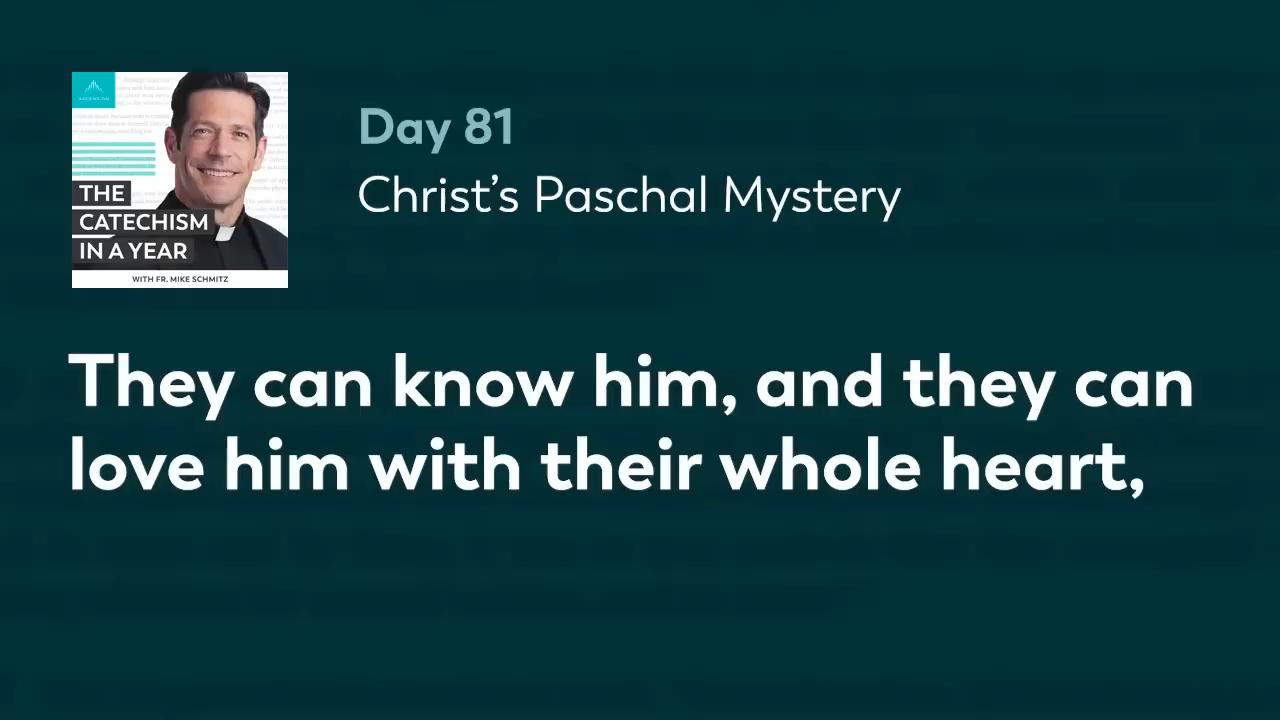 ASCENSION
THE
CATECHISM
IN A YEAR
WITH FR. MIKE SCHMITZ
Day 81
Christ's Paschal Mystery
They can know him, and they can
love him with their whole heart,